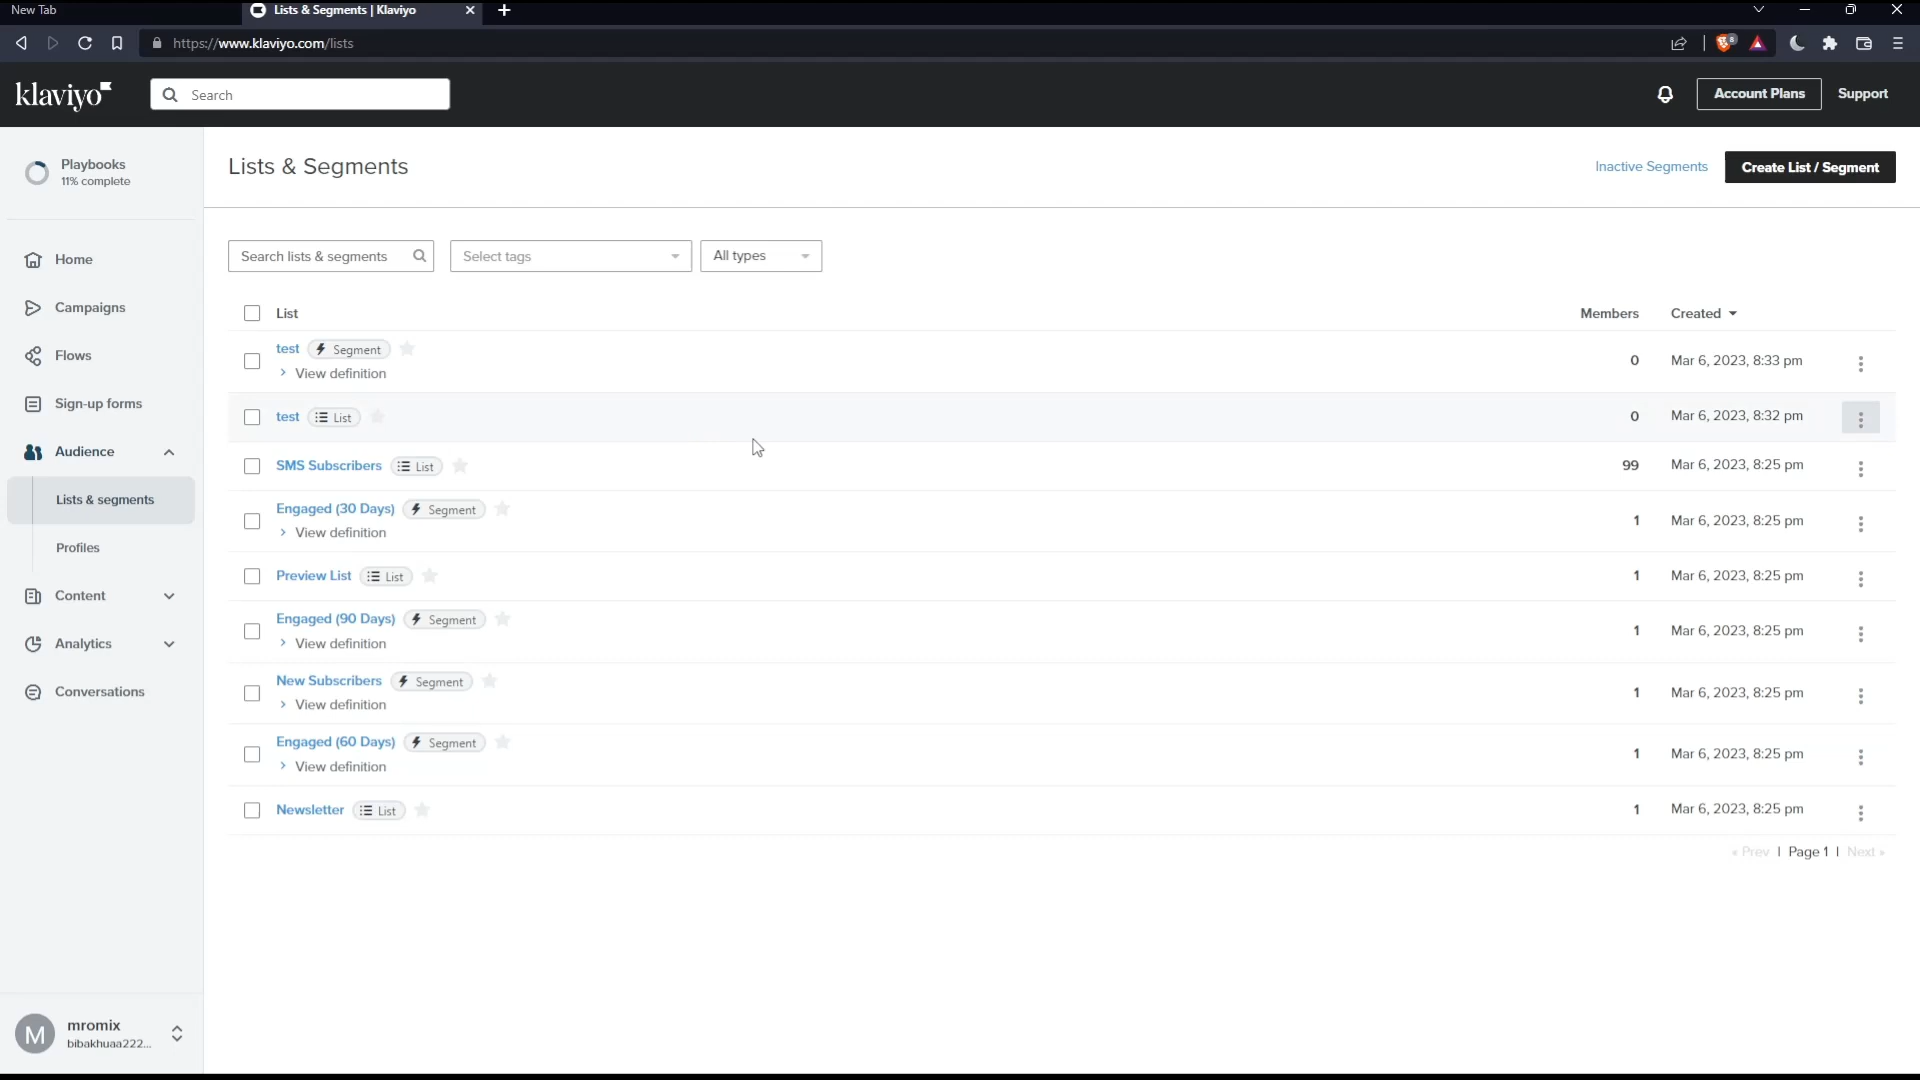 New Tab
Lists & Segments | Klaviyo
https://www.klaviyo.com/lists
klaviyo
Search
Account Plans
Support
Playbooks
11% complete
Home
Campaigns
Flows
Sign-up forms
Audience
Lists & segments
Profiles
Content
Analytics
Conversations
mromix
bibakhuaa222...
Lists & Segments
Inactive Segments
Create List / Segment
Search lists & segments
Select tags
All types
List Members Created
test Segment 0 Mar 6, 2023, 8:33 pm
View definition
test List 0 Mar 6, 2023, 8:32 pm
SMS Subscribers List 99 Mar 6, 2023, 8:25 pm
Engaged (30 Days) Segment 1 Mar 6, 2023, 8:25 pm
View definition
Preview List List 1 Mar 6, 2023, 8:25 pm
Engaged (90 Days) Segment 1 Mar 6, 2023, 8:25 pm
View definition
New Subscribers Segment 1 Mar 6, 2023, 8:25 pm
View definition
Engaged (60 Days) Segment 1 Mar 6, 2023, 8:25 pm
View definition
Newsletter List 1 Mar 6, 2023, 8:25 pm
« Prev | Page 1 | Next »
M